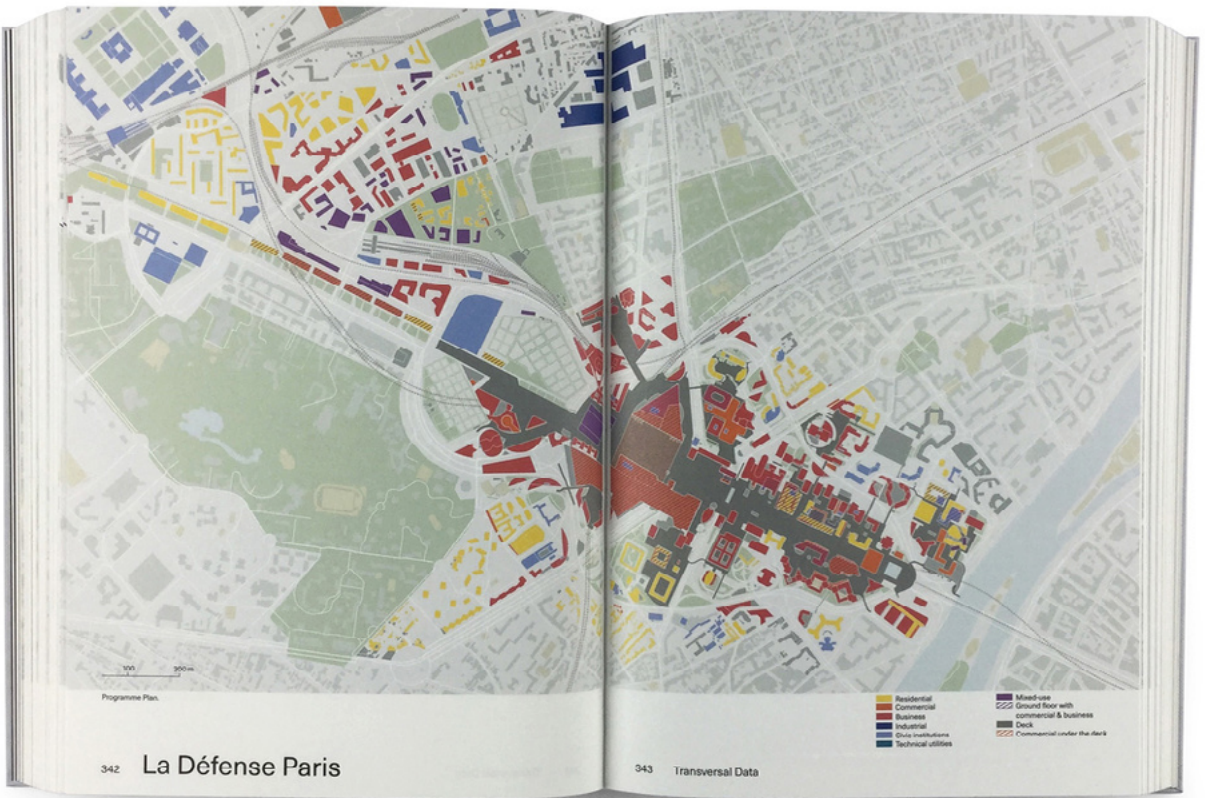 100 300m
Programme Plan.
342 La Défense Paris
Residential
Commercial
Business
Industrial
Civic institutions
Technical utilities
Mixed-use
Ground floor with
commercial & business
Deck
Commercial under the deck
343 Transversal Data